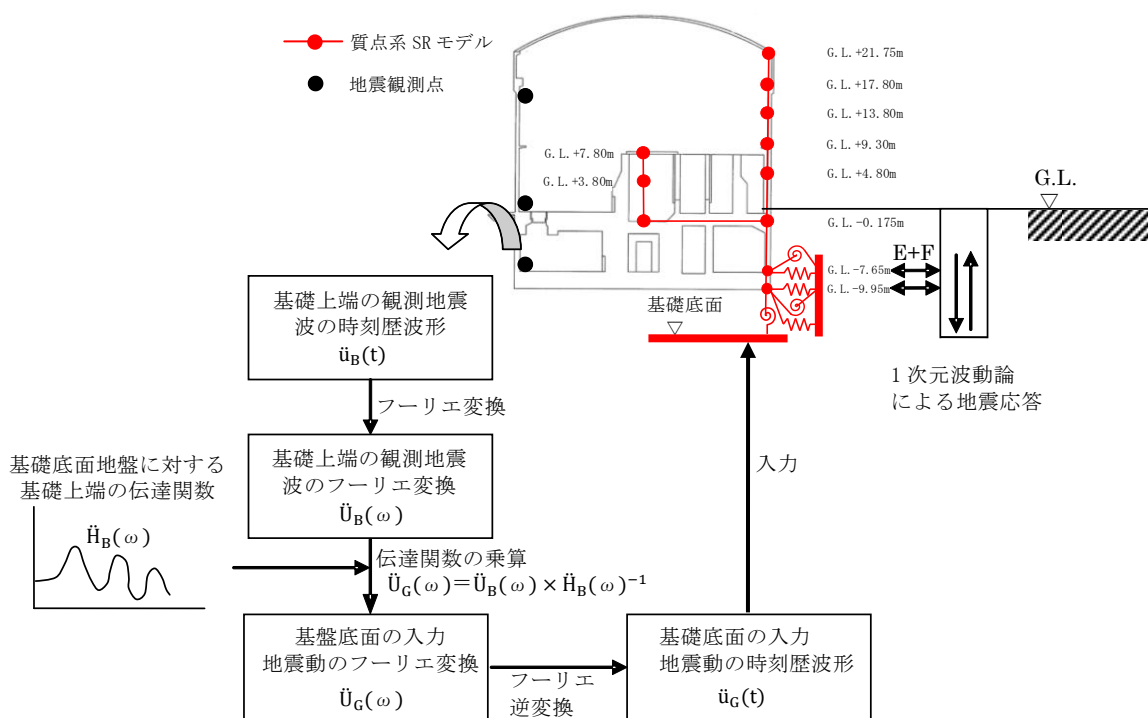 質点系 SR モデル
地震観測点
G.L.+21.75m
G.L.+17.80m
G.L.+13.80m
G.L.+9.30m
G.L.+4.80m
G.L.-0.175m
G.L.-7.65m
G.L.-9.95m
G.L.+7.80m
G.L.+3.80m
G.L.
E+F
基礎底面
1 次元波動論
による地震応答
基礎上端の観測地震
波の時刻歴波形
ü_B(t)
フーリエ変換
基礎上端の観測地震
波のフーリエ変換
Ü_B(ω)
基礎底面地盤に対する
基礎上端の伝達関数
Ḧ_B(ω)
伝達関数の乗算
Ü_G(ω)＝Ü_B(ω)×Ḧ_B(ω)⁻¹
基盤底面の入力
地震動のフーリエ変換
Ü_G(ω)
フーリエ
逆変換
基礎底面の入力
地震動の時刻歴波形
ü_G(t)
入力